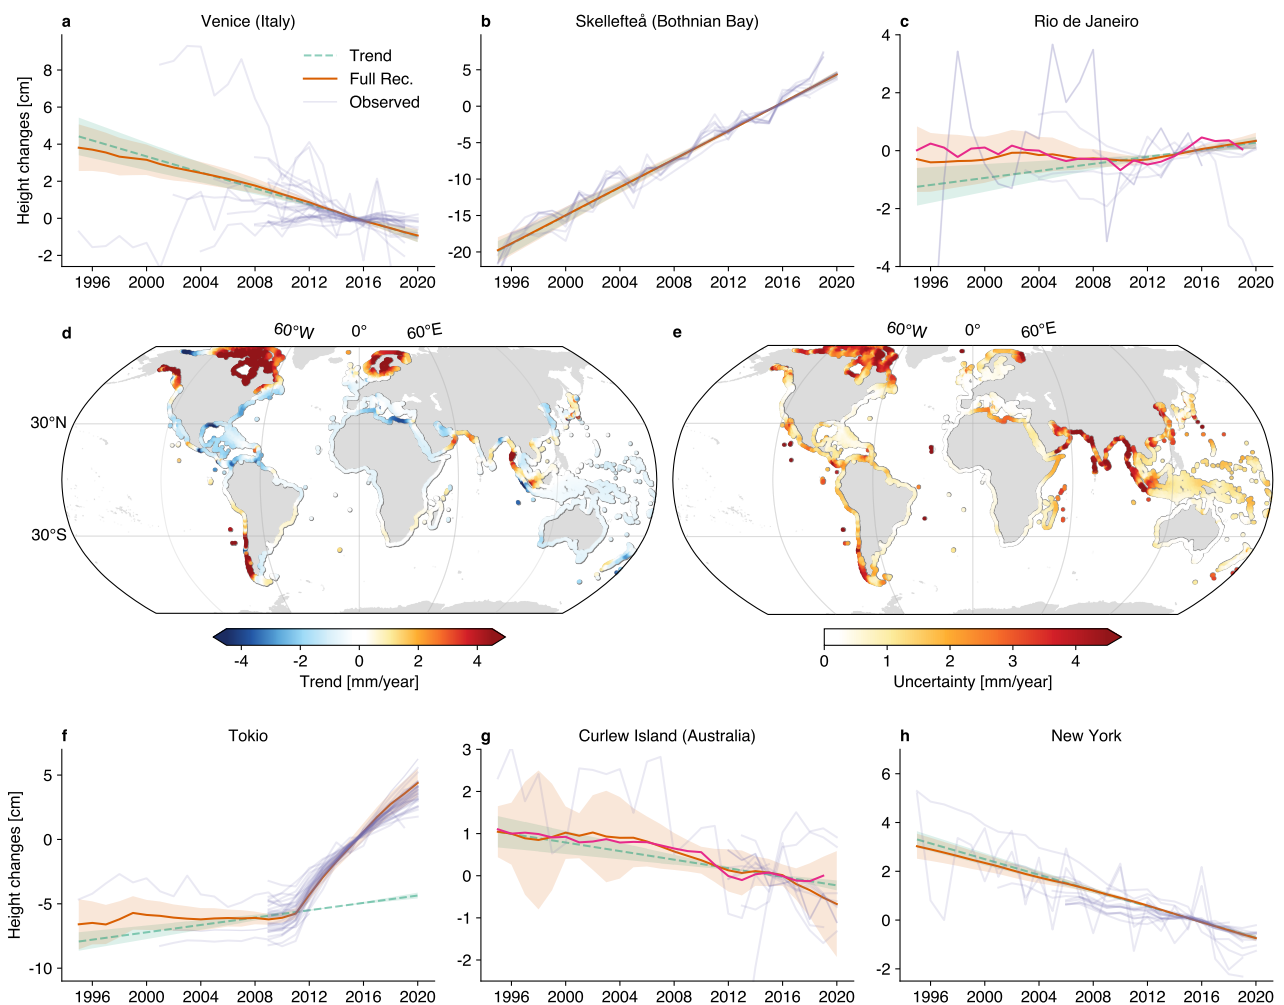 a Venice (Italy)
Height changes [cm]
8
6
4
2
0
-2
1996 2000 2004 2008 2012 2016 2020
Trend
Full Rec.
Observed
b Skellefteå (Bothnian Bay)
5
0
-5
-10
-15
-20
1996 2000 2004 2008 2012 2016 2020
c Rio de Janeiro
4
2
0
-2
-4
1996 2000 2004 2008 2012 2016 2020
d
60°W 0° 60°E
30°N
30°S
-4 -2 0 2 4
Trend [mm/year]
e
60°W 0° 60°E
0 1 2 3 4
Uncertainty [mm/year]
f Tokio
Height changes [cm]
5
0
-5
-10
1996 2000 2004 2008 2012 2016 2020
g Curlew Island (Australia)
3
2
1
0
-1
-2
1996 2000 2004 2008 2012 2016 2020
h New York
6
4
2
0
-2
1996 2000 2004 2008 2012 2016 2020